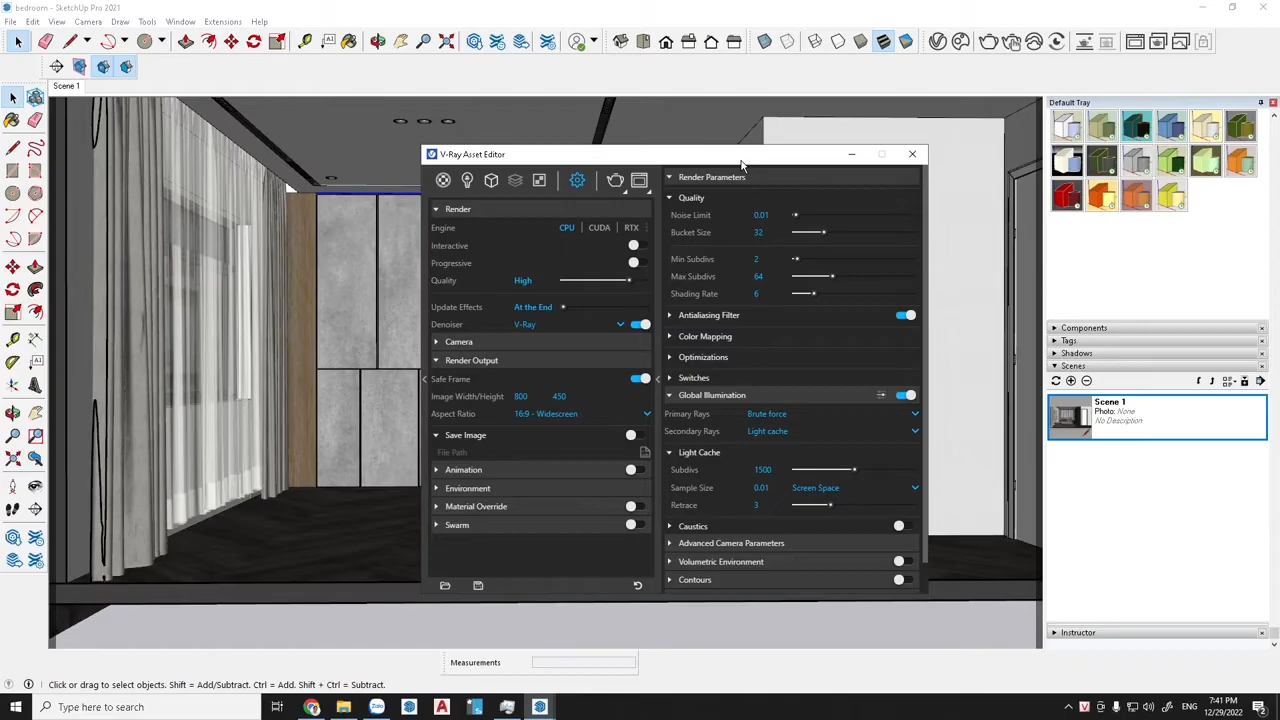 bedroom - SketchUp Pro 2021
File Edit View Camera Draw Tools Window Extensions Help
Scene 1
Default Tray
V-Ray Asset Editor
Render
Engine CPU CUDA RTX
Interactive
Progressive
Quality High
Update Effects At the End
Denoiser V-Ray
Camera
Render Output
Safe Frame
Image Width/Height 800 450
Aspect Ratio 16:9 - Widescreen
Save Image
File Path
Animation
Environment
Material Override
Swarm
Render Parameters
Quality
Noise Limit 0.01
Bucket Size 32
Min Subdivs 2
Max Subdivs 64
Shading Rate 6
Antialiasing Filter
Color Mapping
Optimizations
Switches
Global Illumination
Primary Rays Brute force
Secondary Rays Light cache
Light Cache
Subdivs 1500
Sample Size 0.01 Screen Space
Retrace 3
Caustics
Advanced Camera Parameters
Volumetric Environment
Contours
Components
Tags
Shadows
Scenes
Scene 1
Photo: None
No Description
Instructor
Measurements
Click or drag to select objects. Shift = Add/Subtract. Ctrl = Add. Shift + Ctrl = Subtract.
Type here to search
7:41 PM
12/29/2022